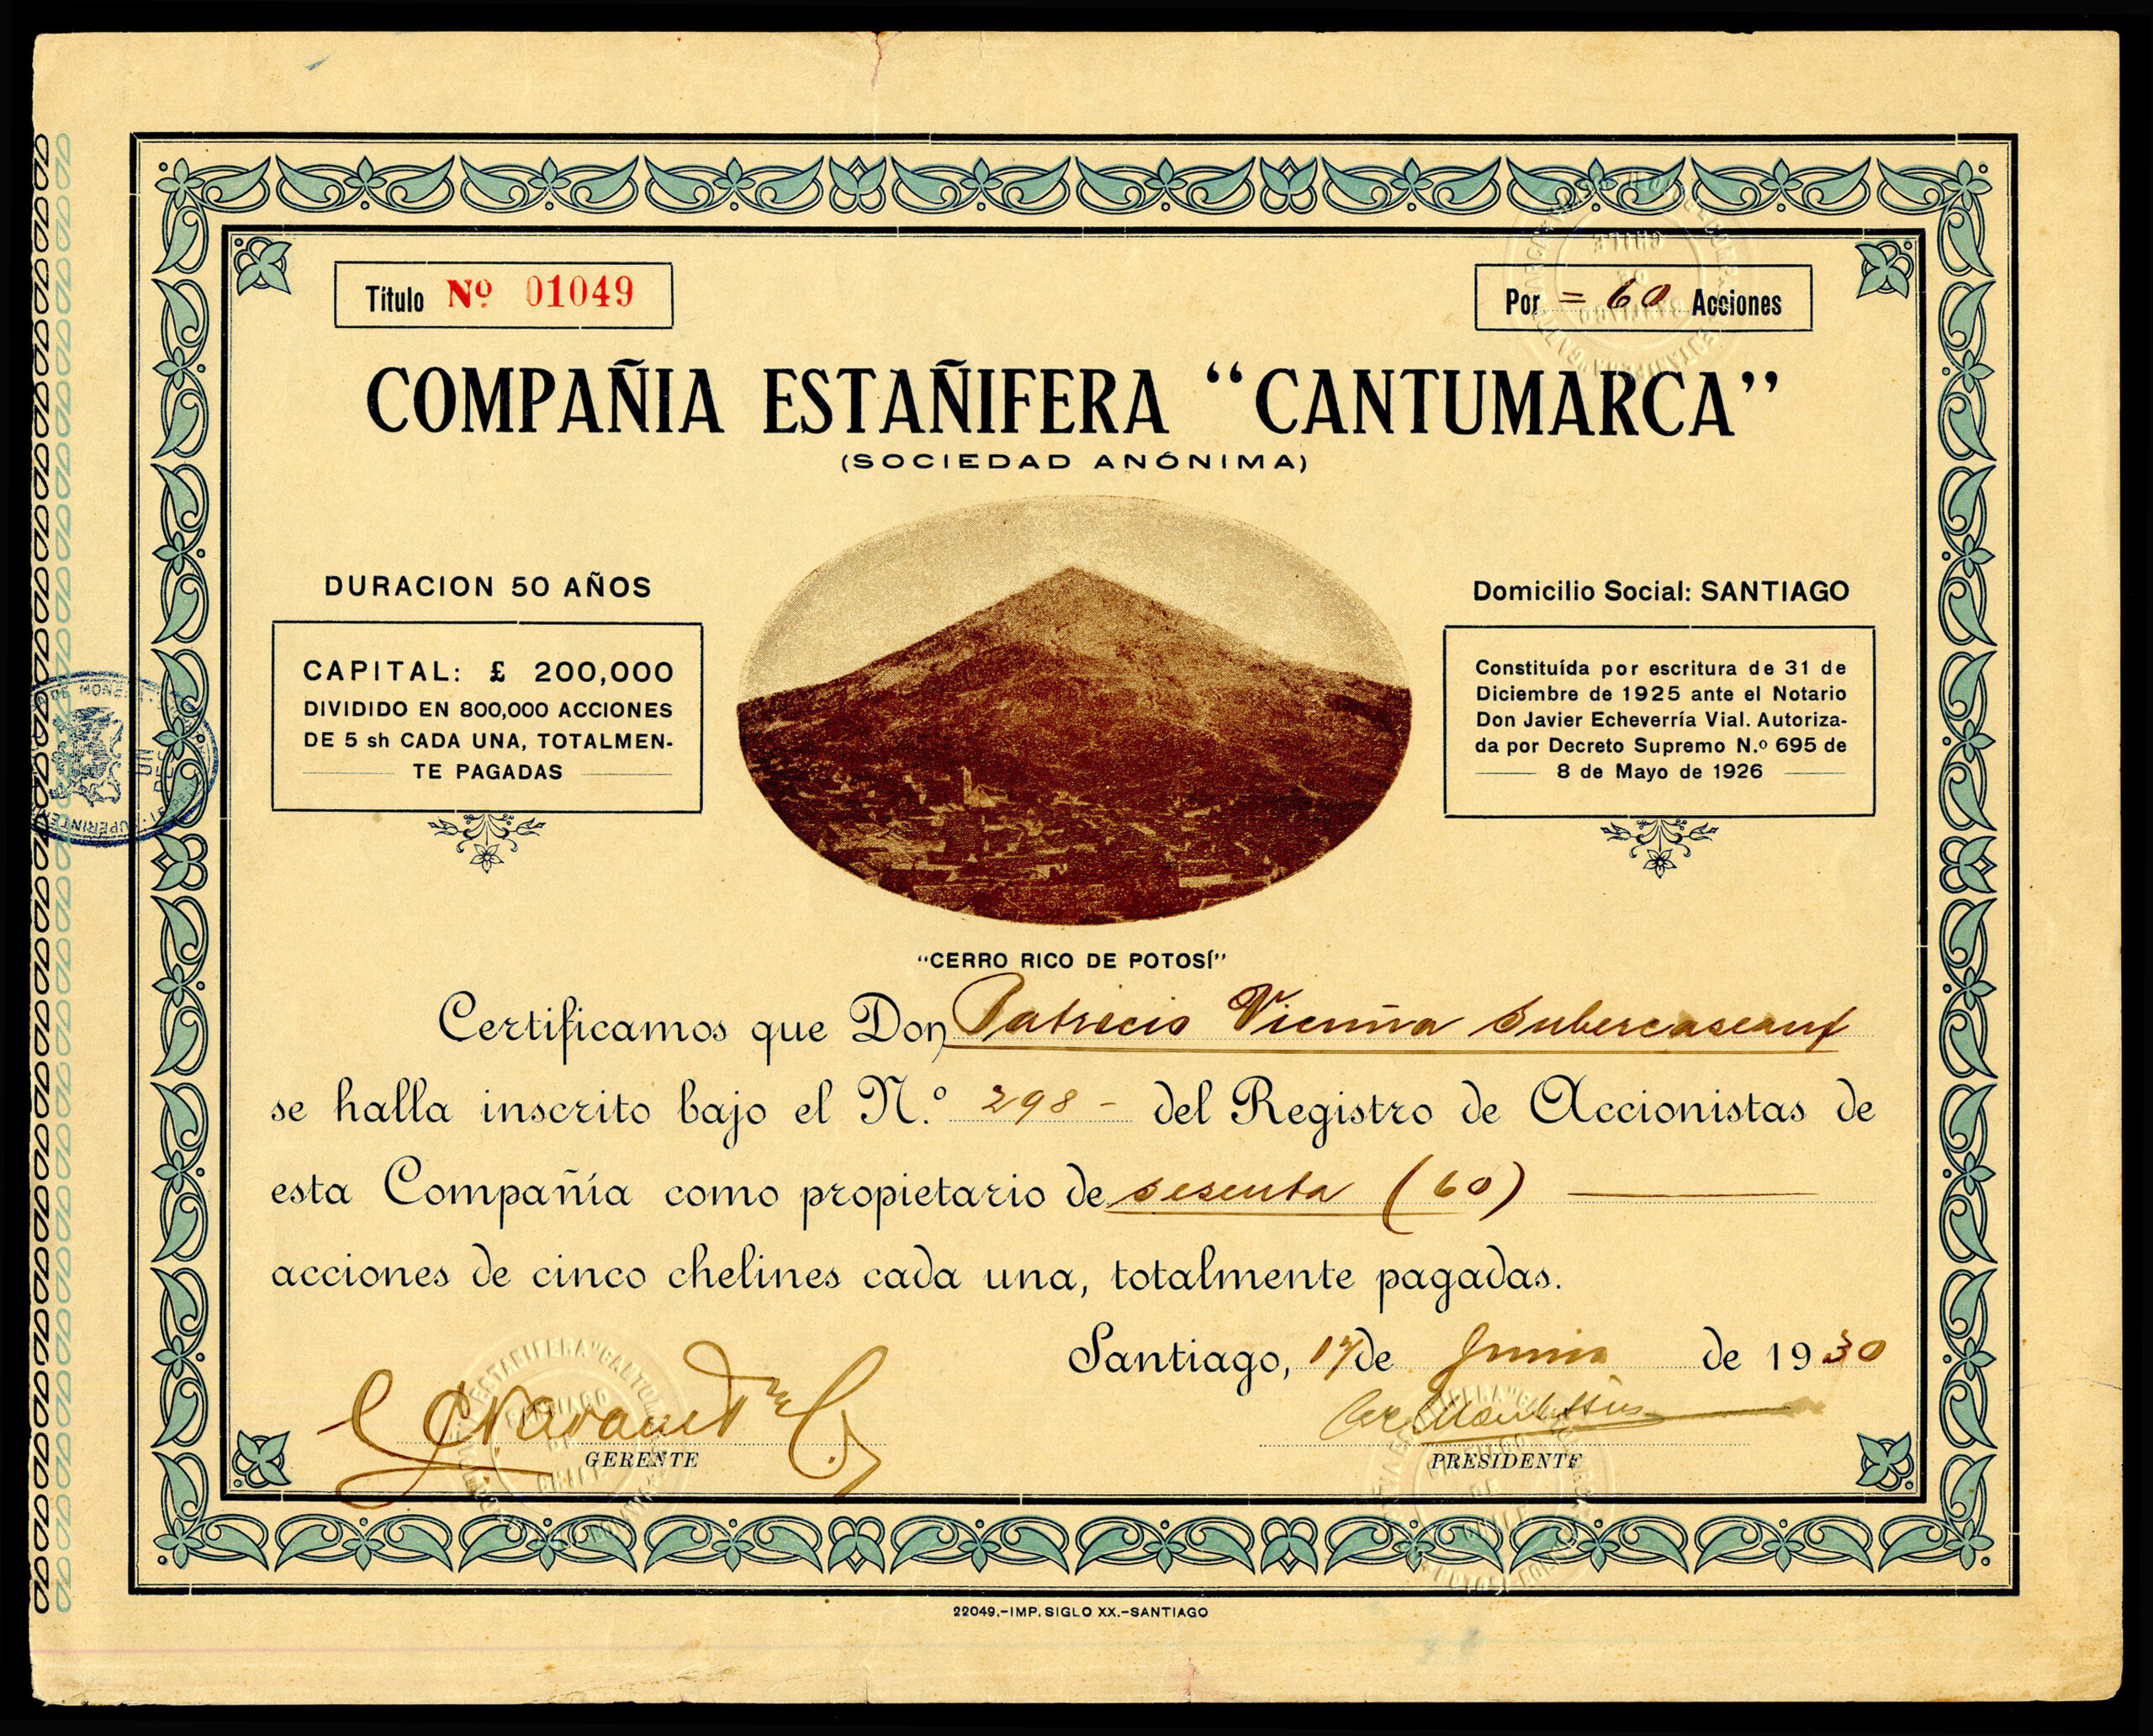 Título Nº 01049
Por = 60 Acciones
COMPAÑIA ESTAÑIFERA “CANTUMARCA”
(SOCIEDAD ANÓNIMA)
DURACION 50 AÑOS
CAPITAL: £ 200,000
DIVIDIDO EN 800,000 ACCIONES
DE 5 sh CADA UNA, TOTALMEN-
TE PAGADAS
Domicilio Social: SANTIAGO
Constituída por escritura de 31 de
Diciembre de 1925 ante el Notario
Don Javier Echeverría Vial. Autoriza-
da por Decreto Supremo N.º 695 de
8 de Mayo de 1926
“CERRO RICO DE POTOSÍ”
Certificamos que Don Patricio Vicuña Subercaseaux
se halla inscrito bajo el N.º 298 - del Registro de Accionistas de
esta Compañía como propietario de sesenta (60)
acciones de cinco chelines cada una, totalmente pagadas.
Santiago, 17 de Junio de 1930
GERENTE
PRESIDENTE
22049.-IMP. SIGLO XX.-SANTIAGO